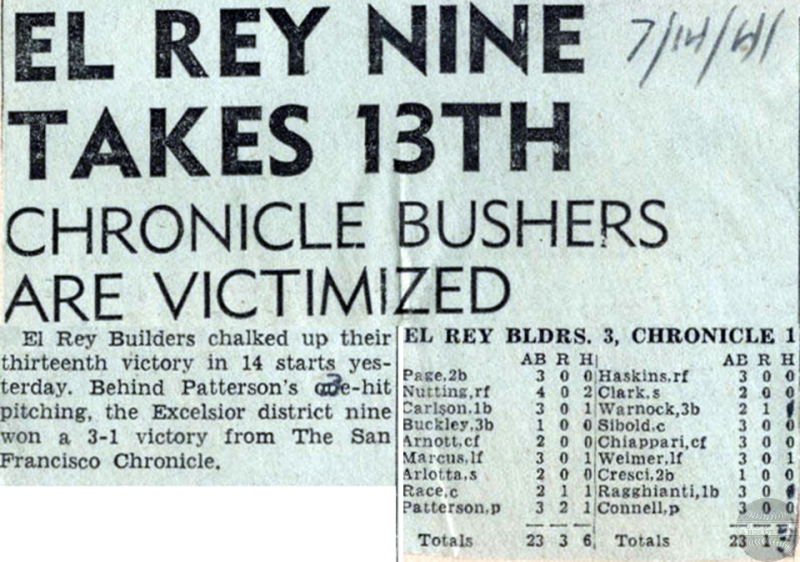 EL REY NINE
TAKES 13TH
CHRONICLE BUSHERS
ARE VICTIMIZED
El Rey Builders chalked up their
thirteenth victory in 14 starts yes-
terday. Behind Patterson's 3-hit
pitching, the Excelsior district nine
won a 3-1 victory from The San
Francisco Chronicle.
EL REY BLDRS. 3, CHRONICLE 1
AB R H AB R H
Page,2b 3 0 0 Haskins,rf 3 0 0
Nutting,rf 4 0 2 Clark,s 2 0 0
Carlson,1b 3 0 1 Warnock,3b 2 1
Buckley,3b 1 0 0 Sibold,c 3 0 0
Arnott,cf 2 0 0 Chiappari,cf 3 0 0
Marcus,lf 3 0 1 Weimer,lf 3 0 1
Arlotta,s 2 0 0 Cresci,2b 1 0 0
Race,c 2 1 1 Ragghianti,1b 3 0
Patterson,p 3 2 1 Connell,p 3 0 0
Totals 23 3 6 Totals 23 1